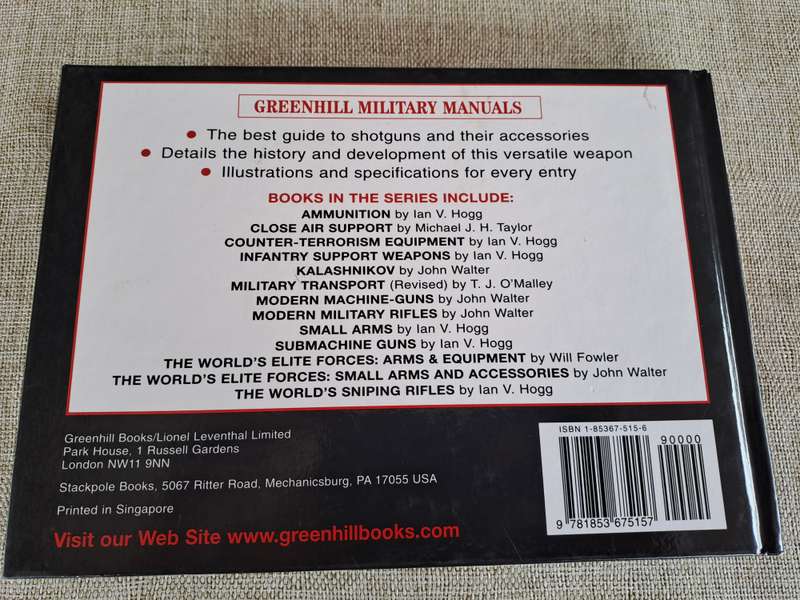 GREENHILL MILITARY MANUALS
● The best guide to shotguns and their accessories
● Details the history and development of this versatile weapon
● Illustrations and specifications for every entry
BOOKS IN THE SERIES INCLUDE:
AMMUNITION by Ian V. Hogg
CLOSE AIR SUPPORT by Michael J. H. Taylor
COUNTER-TERRORISM EQUIPMENT by Ian V. Hogg
INFANTRY SUPPORT WEAPONS by Ian V. Hogg
KALASHNIKOV by John Walter
MILITARY TRANSPORT (Revised) by T. J. O'Malley
MODERN MACHINE-GUNS by John Walter
MODERN MILITARY RIFLES by John Walter
SMALL ARMS by Ian V. Hogg
SUBMACHINE GUNS by Ian V. Hogg
THE WORLD'S ELITE FORCES: ARMS & EQUIPMENT by Will Fowler
THE WORLD'S ELITE FORCES: SMALL ARMS AND ACCESSORIES by John Walter
THE WORLD'S SNIPING RIFLES by Ian V. Hogg
Greenhill Books/Lionel Leventhal Limited
Park House, 1 Russell Gardens
London NW11 9NN
Stackpole Books, 5067 Ritter Road, Mechanicsburg, PA 17055 USA
Printed in Singapore
Visit our Web Site www.greenhillbooks.com
ISBN 1-85367-515-6
90000
9 781853 675157